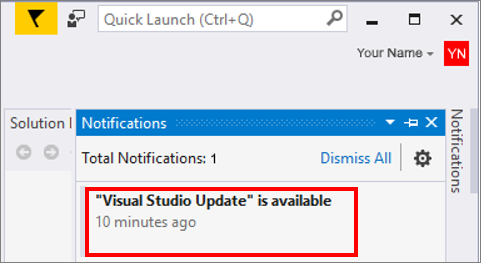 Quick Launch (Ctrl+Q)
Your Name
YN
Solution
Notifications
Notifications
Total Notifications: 1
Dismiss All
"Visual Studio Update" is available
10 minutes ago